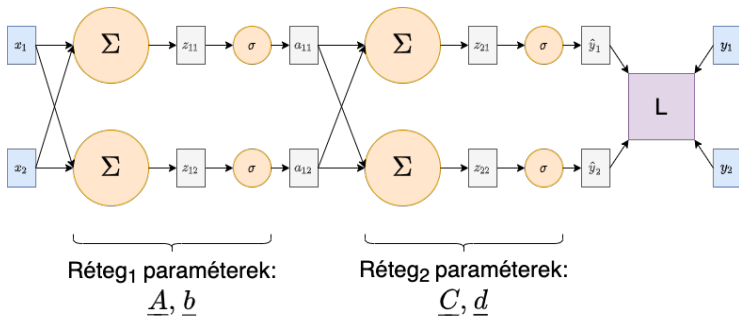 x₁ Σ z₁₁ σ a₁₁ Σ z₂₁ σ ŷ₁ y₁
L
x₂ Σ z₁₂ σ a₁₂ Σ z₂₂ σ ŷ₂ y₂
Réteg₁ paraméterek: Réteg₂ paraméterek:
A, b C, d